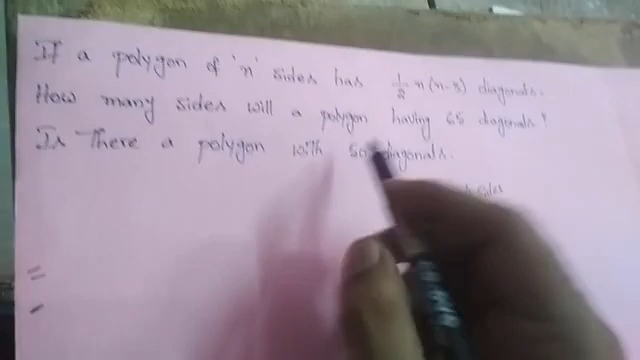 If a polygon of 'n' sides has 1/2 n(n-3) diagonals.
How many sides will a polygon having 65 diagonals?
Is There a polygon with 50 diagonals.